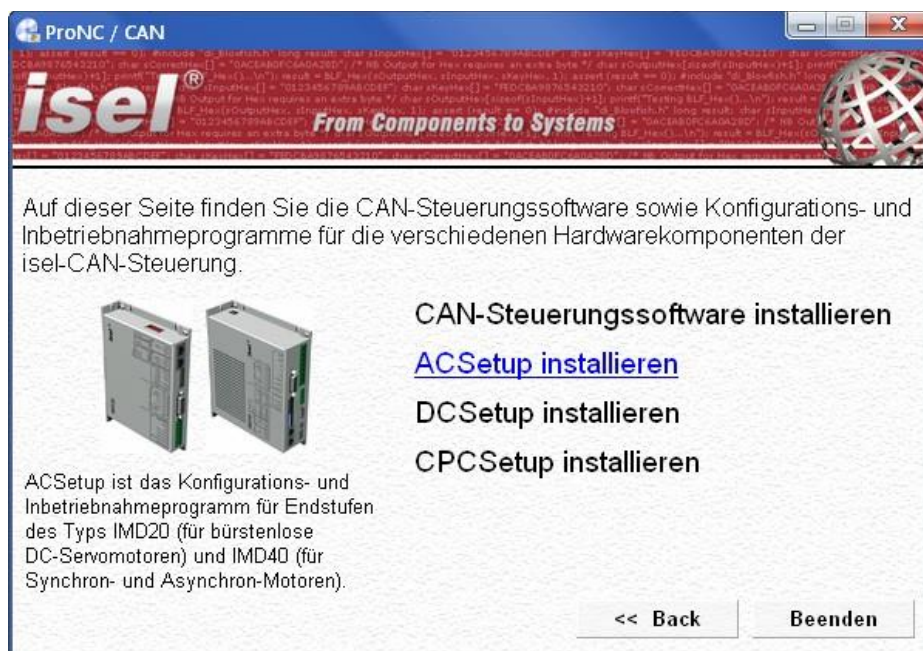 ProNC / CAN
isel®
From Components to Systems
Auf dieser Seite finden Sie die CAN-Steuerungssoftware sowie Konfigurations- und
Inbetriebnahmeprogramme für die verschiedenen Hardwarekomponenten der
isel-CAN-Steuerung.
CAN-Steuerungssoftware installieren
ACSetup installieren
DCSetup installieren
CPCSetup installieren
ACSetup ist das Konfigurations- und
Inbetriebnahmeprogramm für Endstufen
des Typs IMD20 (für bürstenlose
DC-Servomotoren) und IMD40 (für
Synchron- und Asynchron-Motoren).
<< Back
Beenden